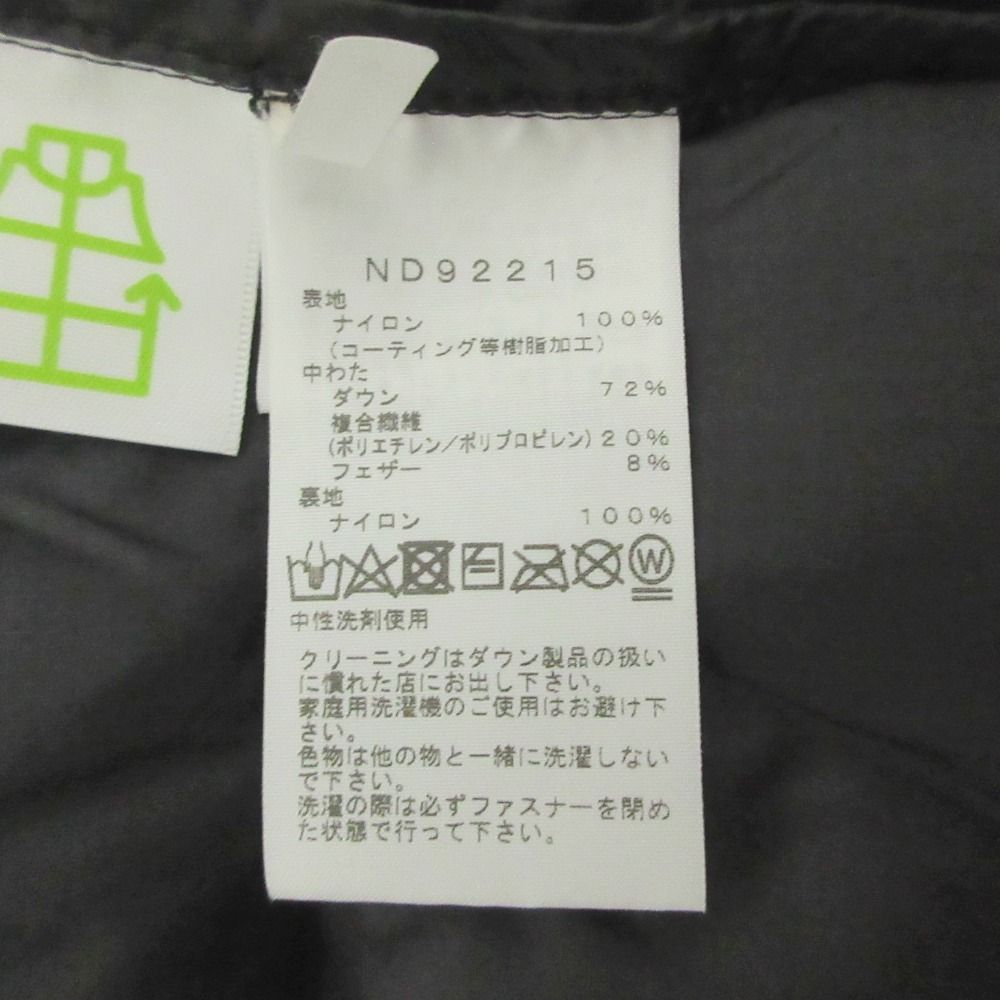 ND92215
表地
ナイロン 100%
(コーティング等樹脂加工)
中わた
ダウン 72%
複合繊維
(ポリエチレン/ポリプロピレン) 20%
フェザー 8%
裏地
ナイロン 100%
W
中性洗剤使用
クリーニングはダウン製品の扱い
に慣れた店にお出し下さい。
家庭用洗濯機のご使用はお避け下
さい。
色物は他の物と一緒に洗濯しない
で下さい。
洗濯の際は必ずファスナーを閉め
た状態で行って下さい。